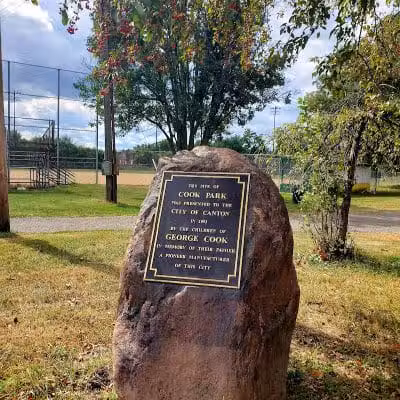 THE SITE OF
COOK PARK
WAS PRESENTED TO THE
CITY OF CANTON
IN 1921
BY THE CHILDREN OF
GEORGE COOK
IN MEMORY OF THEIR FATHER
A PIONEER MANUFACTURER
OF THIS CITY